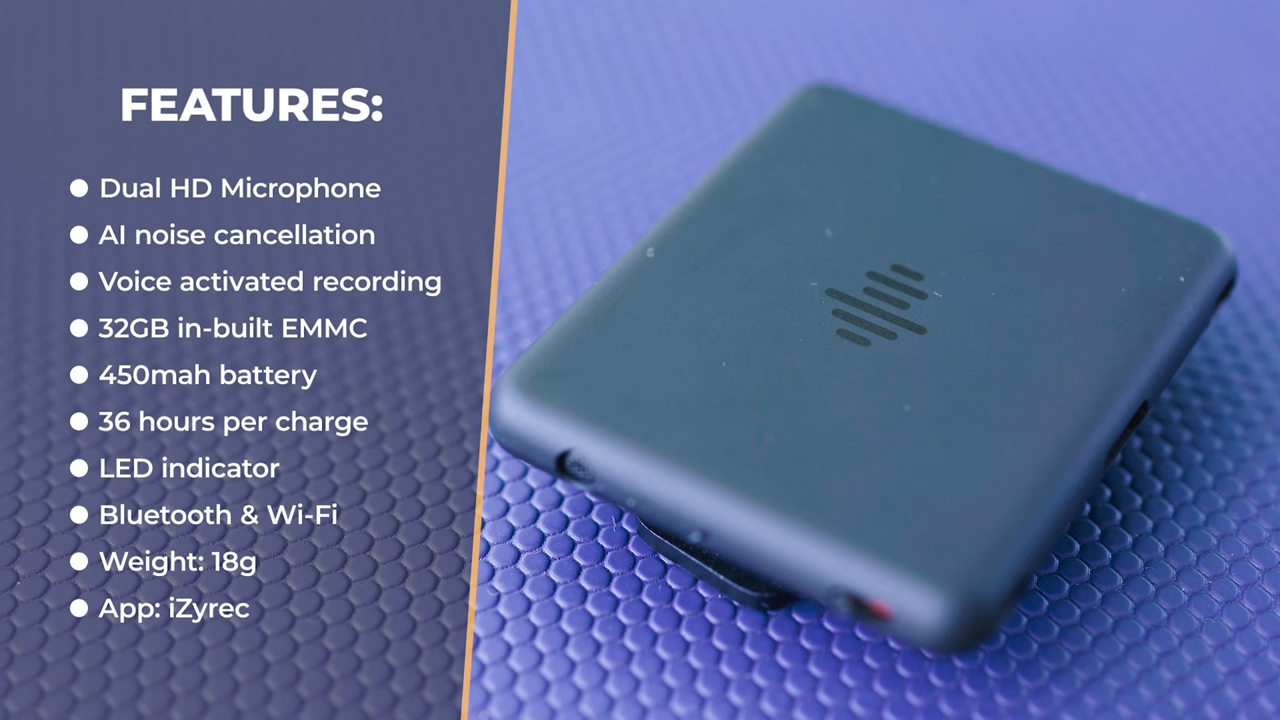 FEATURES:
● Dual HD Microphone
● AI noise cancellation
● Voice activated recording
● 32GB in-built EMMC
● 450mah battery
● 36 hours per charge
● LED indicator
● Bluetooth & Wi-Fi
● Weight: 18g
● App: iZyrec